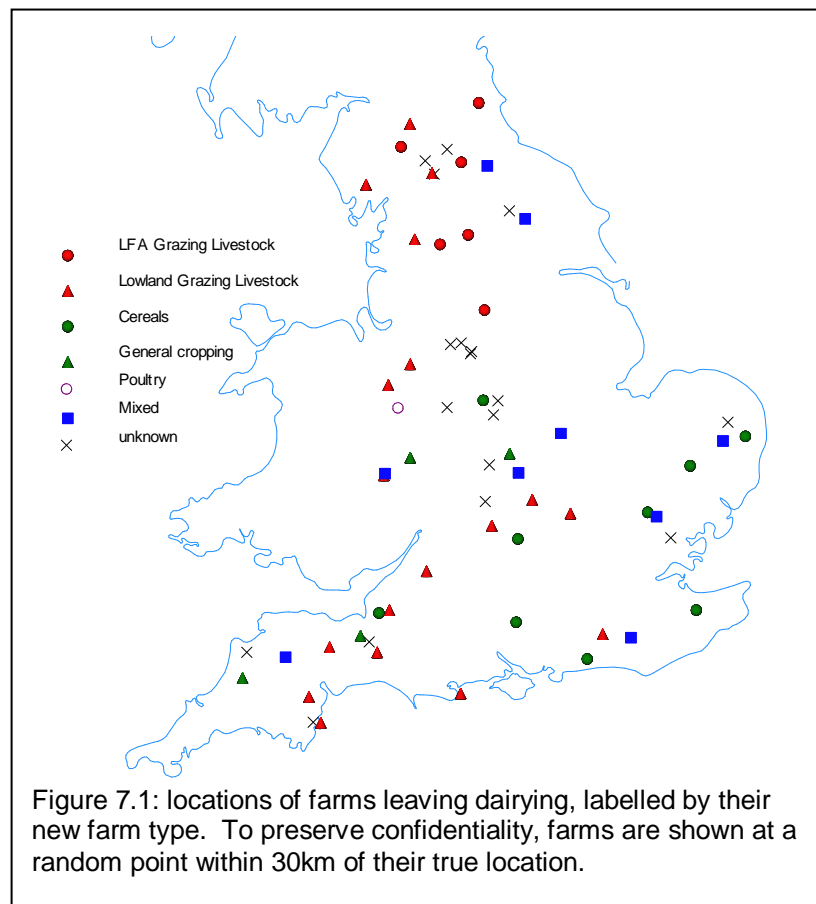 LFA Grazing Livestock
Lowland Grazing Livestock
Cereals
General cropping
Poultry
Mixed
unknown
Figure 7.1: locations of farms leaving dairying, labelled by their
new farm type. To preserve confidentiality, farms are shown at a
random point within 30km of their true location.